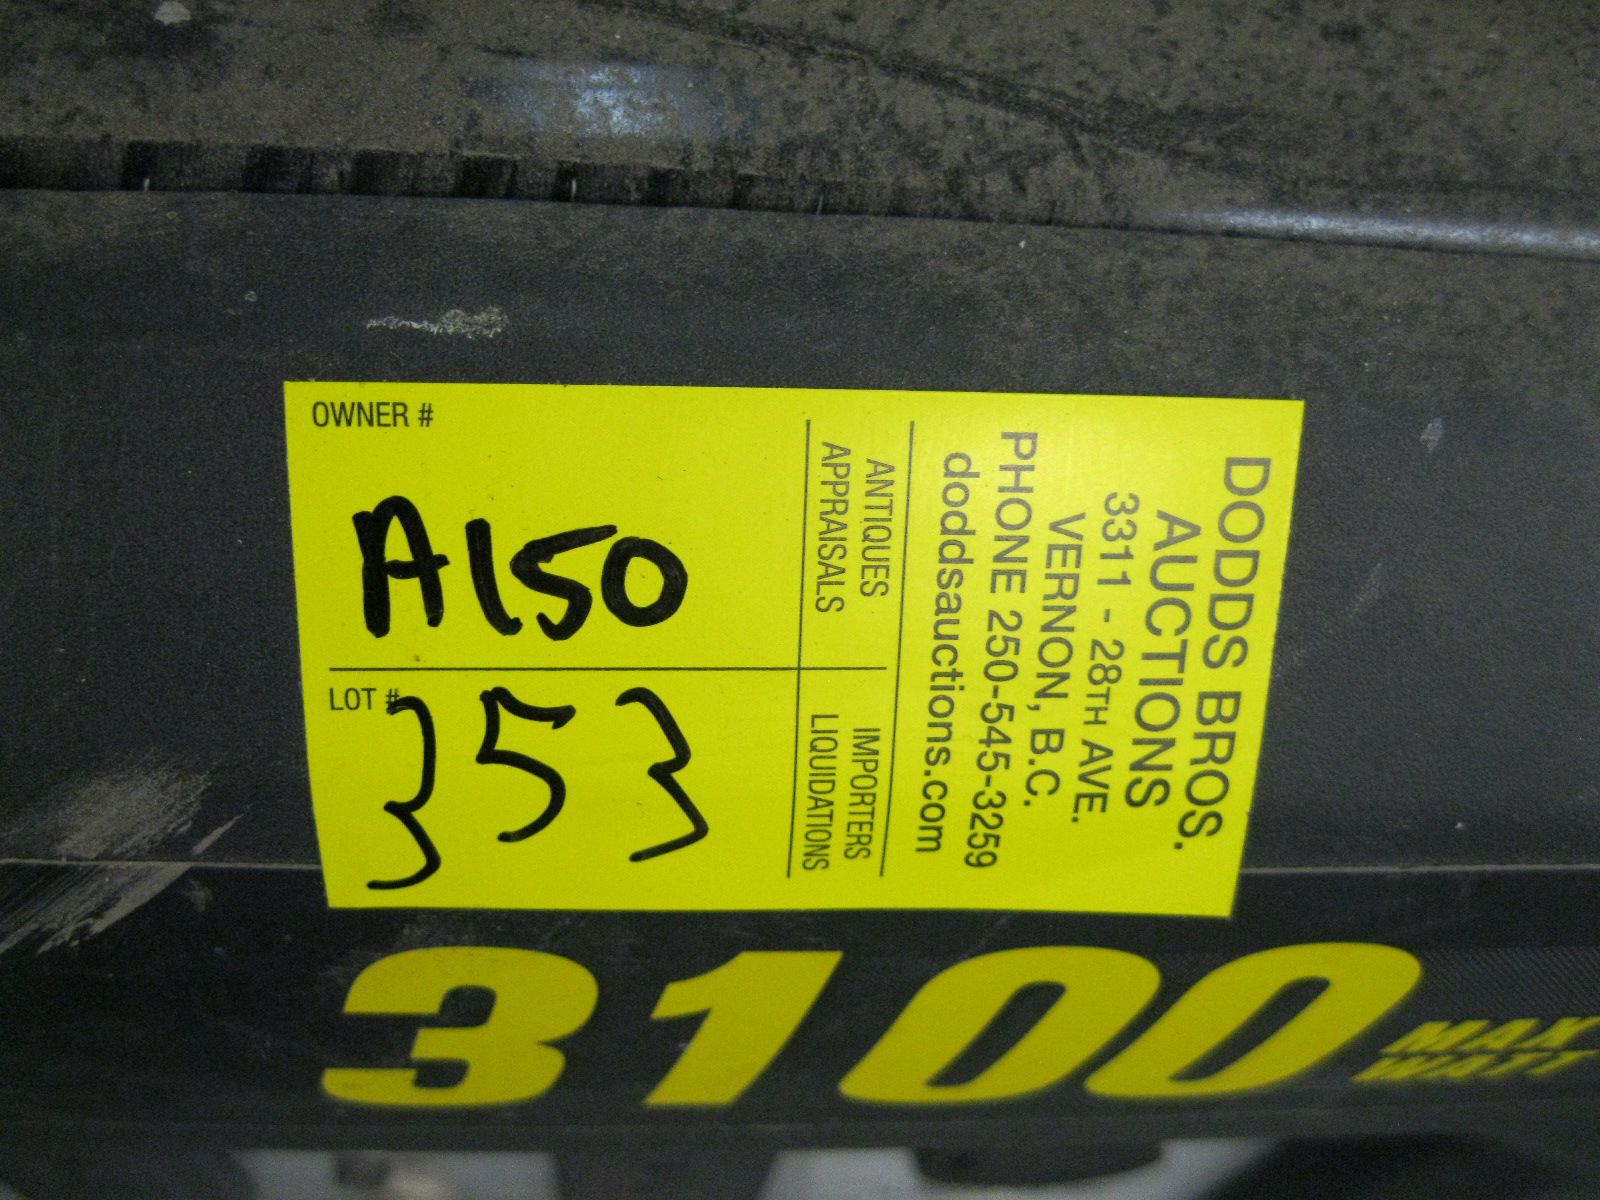 OWNER #
A150
LOT #
353
DODDS BROS.
AUCTIONS
3311 - 28TH AVE.
VERNON, B.C.
PHONE 250-545-3259
doddsauctions.com
ANTIQUES
APPRAISALS
IMPORTERS
LIQUIDATIONS
3100 MAX
WATT